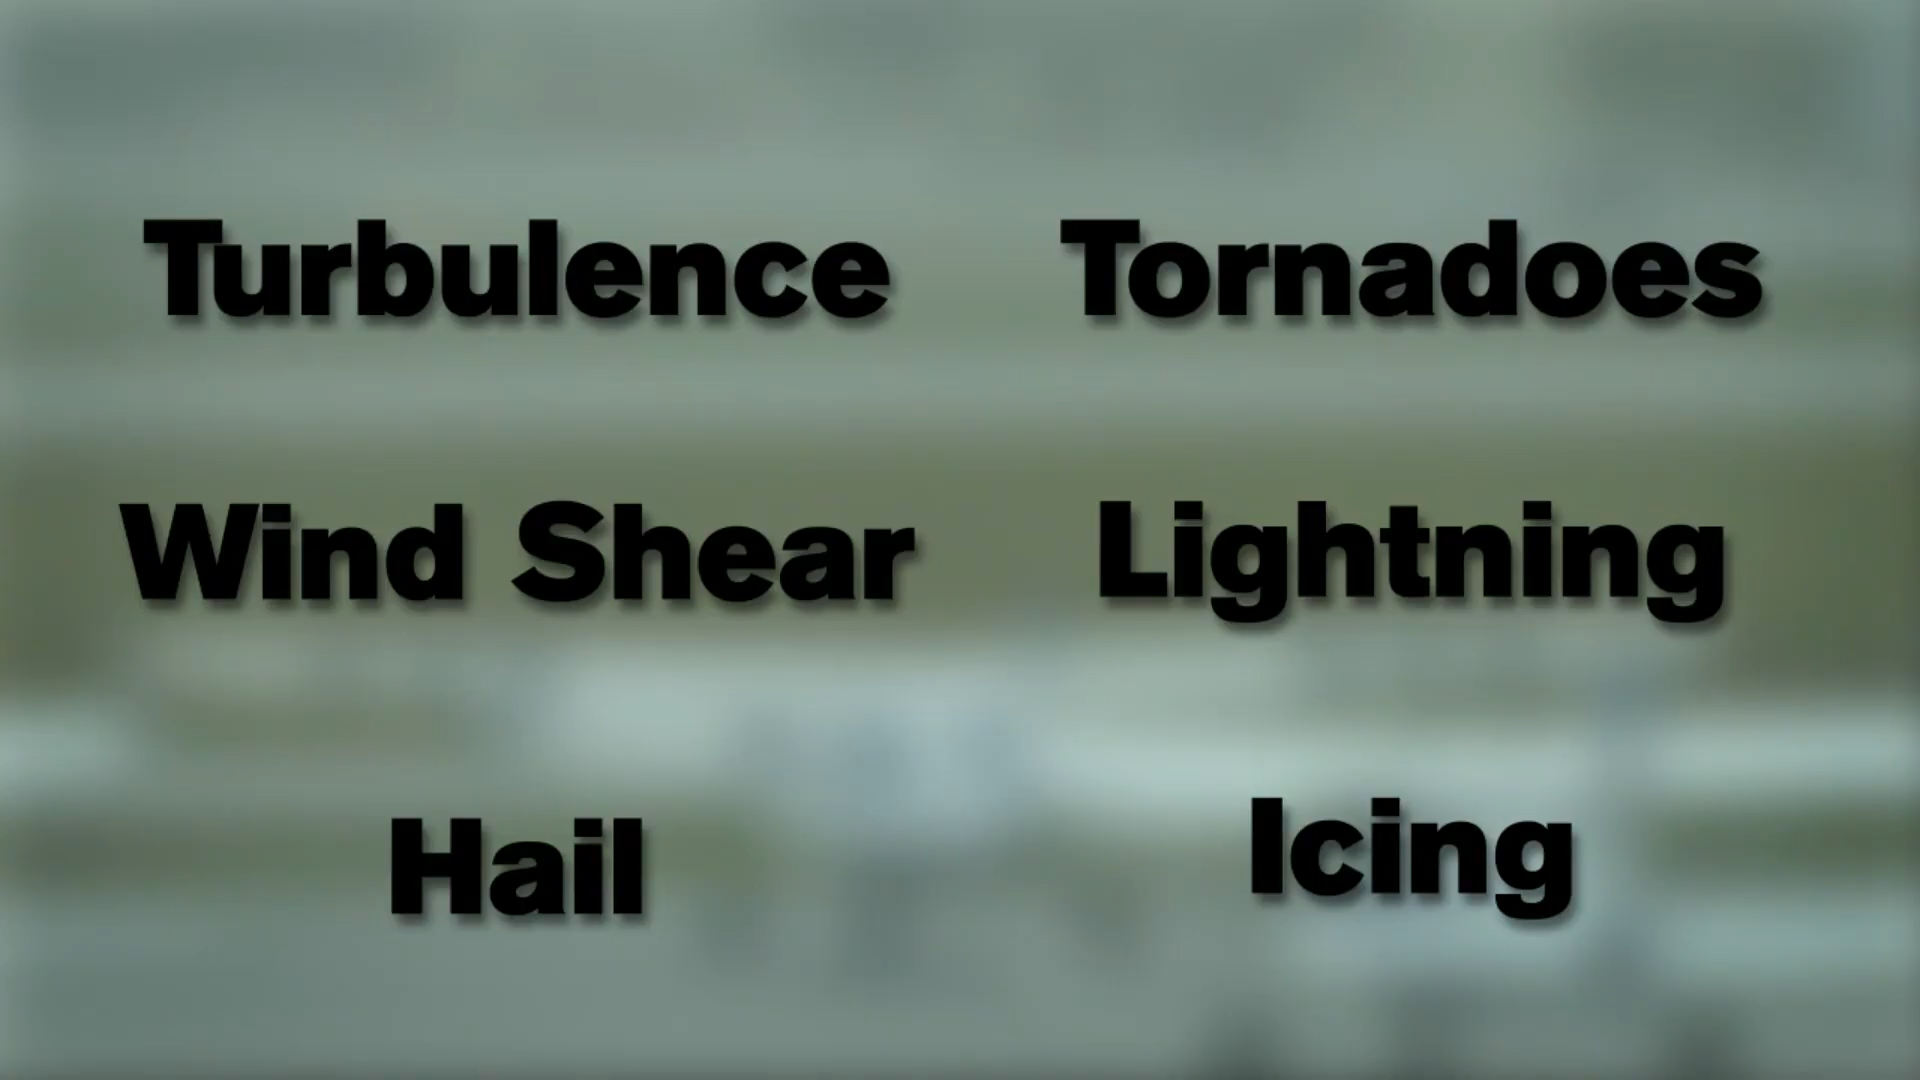 Turbulence
Tornadoes
Wind Shear
Lightning
Hail
Icing